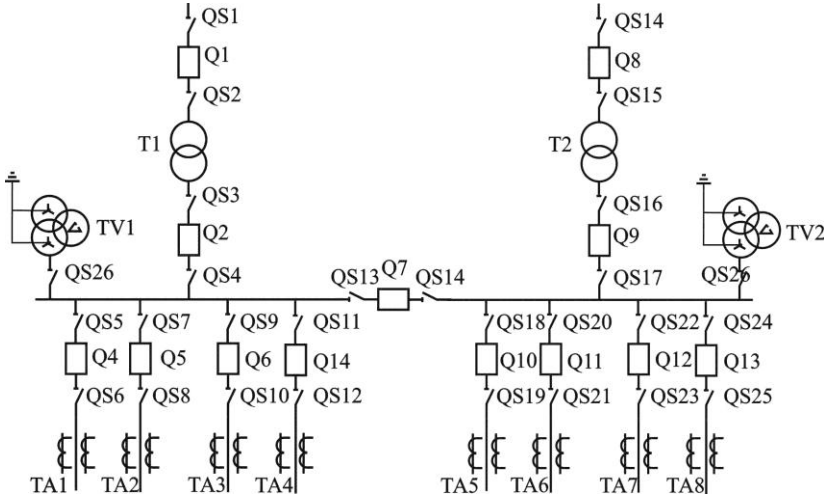 QS1 QS14
Q1 Q8
QS2 QS15
T1 T2
QS3 QS16
TV1 Q2 Q9 TV2
QS26 QS4 QS13 Q7 QS14 QS17 QS26
QS5 QS7 QS9 QS11 QS18 QS20 QS22 QS24
Q4 Q5 Q6 Q14 Q10 Q11 Q12 Q13
QS6 QS8 QS10 QS12 QS19 QS21 QS23 QS25
TA1 TA2 TA3 TA4 TA5 TA6 TA7 TA8